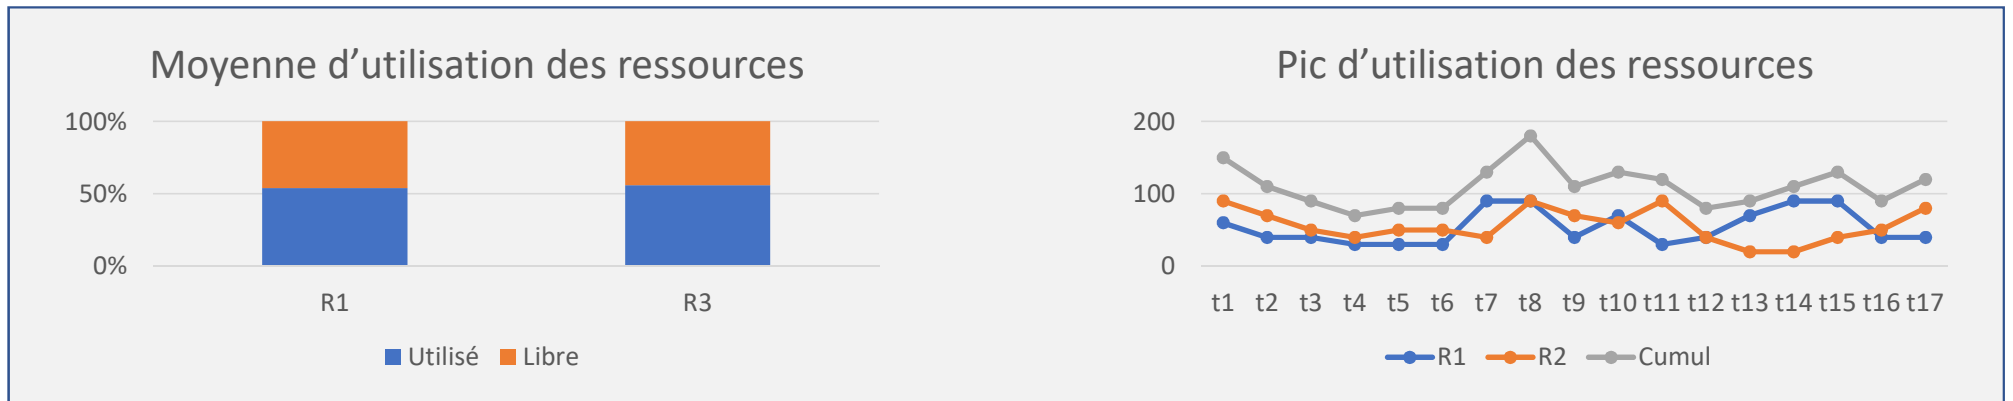 Moyenne d’utilisation des ressources
100%
50%
0%
R1 R3
Utilisé Libre
Pic d’utilisation des ressources
200
100
0
t1 t2 t3 t4 t5 t6 t7 t8 t9 t10 t11 t12 t13 t14 t15 t16 t17
R1 R2 Cumul